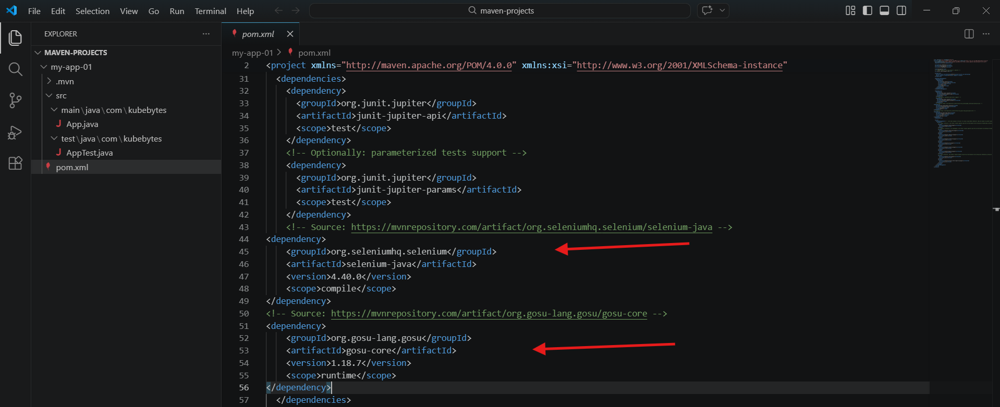 File Edit Selection View Go Run Terminal Help
maven-projects
EXPLORER
MAVEN-PROJECTS
my-app-01
.mvn
src
main\java\com\kubebytes
J App.java
test\java\com\kubebytes
J AppTest.java
pom.xml
pom.xml
my-app-01 > pom.xml
2 <project xmlns="http://maven.apache.org/POM/4.0.0" xmlns:xsi="http://www.w3.org/2001/XMLSchema-instance"
31 <dependencies>
32 <dependency>
33 <groupId>org.junit.jupiter</groupId>
34 <artifactId>junit-jupiter-api</artifactId>
35 <scope>test</scope>
36 </dependency>
37 <!-- Optionally: parameterized tests support -->
38 <dependency>
39 <groupId>org.junit.jupiter</groupId>
40 <artifactId>junit-jupiter-params</artifactId>
41 <scope>test</scope>
42 </dependency>
43 <!-- Source: https://mvnrepository.com/artifact/org.seleniumhq.selenium/selenium-java -->
44 <dependency>
45 <groupId>org.seleniumhq.selenium</groupId>
46 <artifactId>selenium-java</artifactId>
47 <version>4.40.0</version>
48 <scope>compile</scope>
49 </dependency>
50 <!-- Source: https://mvnrepository.com/artifact/org.gosu-lang.gosu/gosu-core -->
51 <dependency>
52 <groupId>org.gosu-lang.gosu</groupId>
53 <artifactId>gosu-core</artifactId>
54 <version>1.18.7</version>
55 <scope>runtime</scope>
56 </dependency>
57 </dependencies>